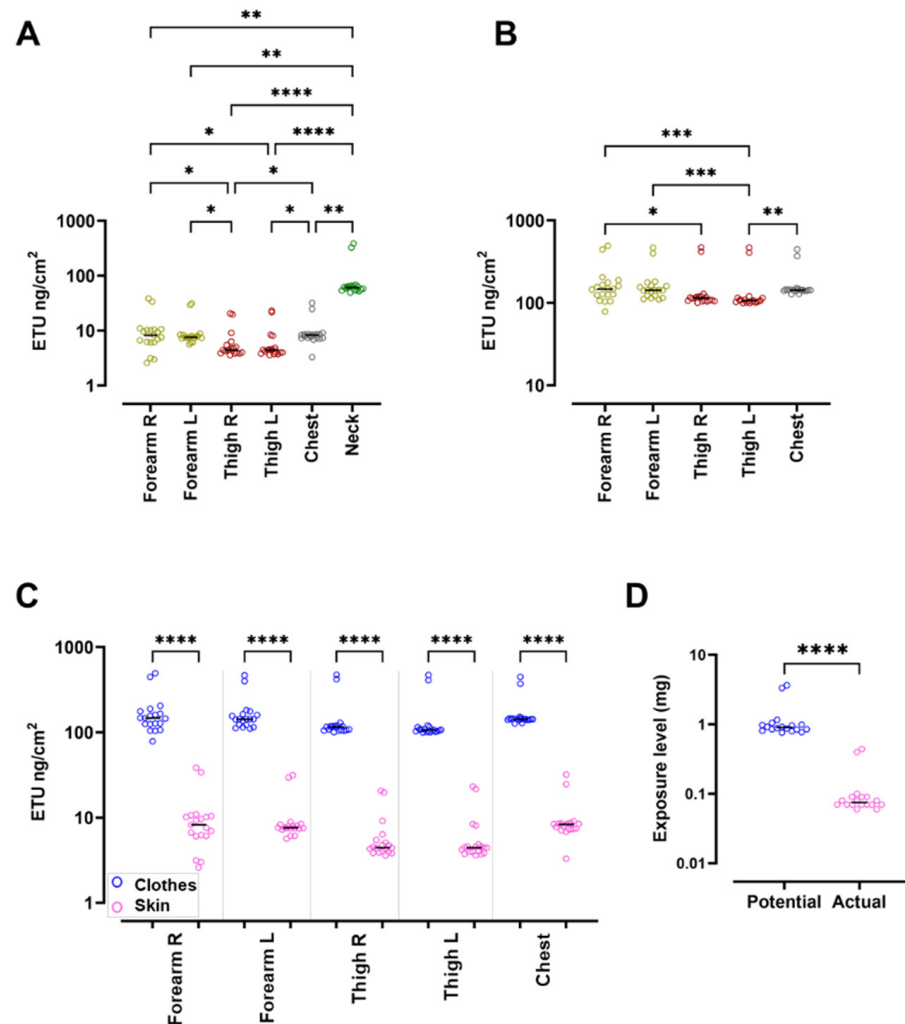 A
**
**
****
*
****
*
*
*
*
**
ETU ng/cm²
1000
100
10
1
Forearm R
Forearm L
Thigh R
Thigh L
Chest
Neck
B
***
***
*
**
ETU ng/cm²
1000
100
10
Forearm R
Forearm L
Thigh R
Thigh L
Chest
C
****
****
****
****
****
ETU ng/cm²
1000
100
10
1
Clothes
Skin
Forearm R
Forearm L
Thigh R
Thigh L
Chest
D
****
Exposure level (mg)
10
1
0.1
0.01
Potential Actual